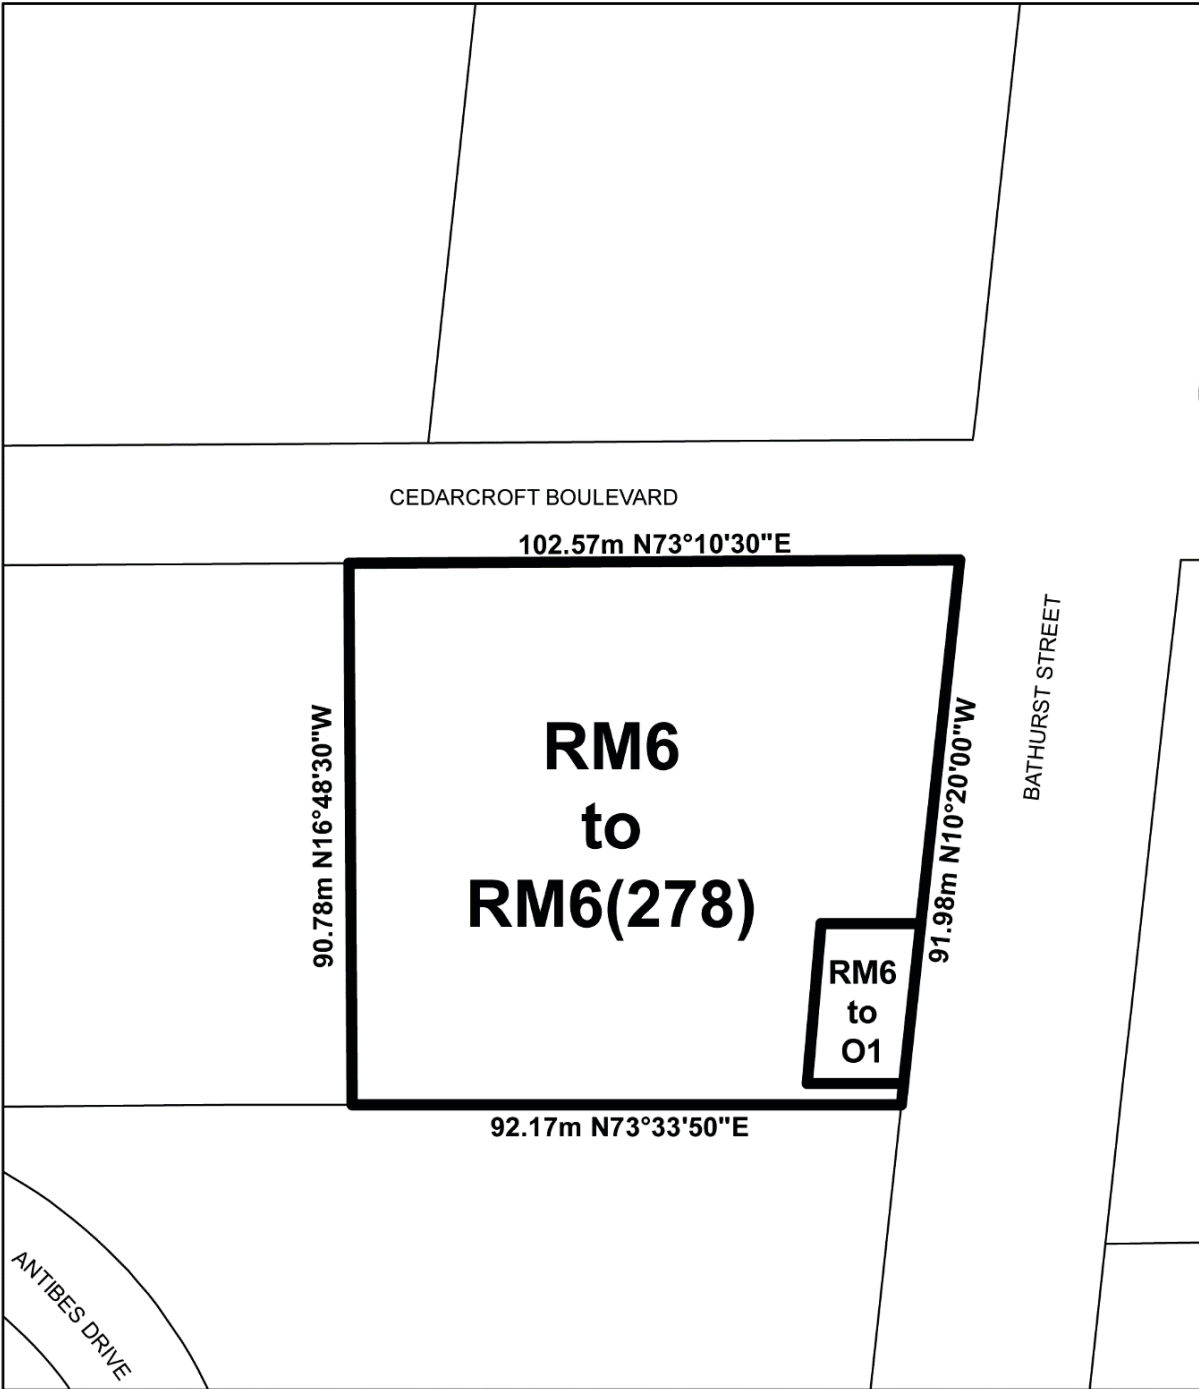 CEDARCROFT BOULEVARD
102.57m N73°10'30"E
BATHURST STREET
90.78m N16°48'30"W
91.98m N10°20'00"W
RM6
to
RM6(278)
RM6
to
O1
92.17m N73°33'50"E
ANTIBES DRIVE